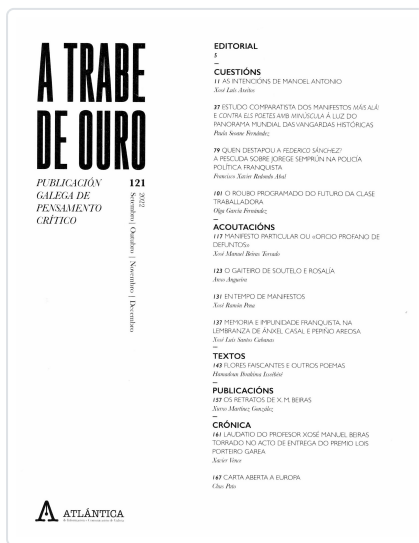 A TRABE
DE OURO
PUBLICACIÓN
GALEGA DE
PENSAMENTO
CRÍTICO
121
2022
Setembro | Outubro | Novembro | Decembro
EDITORIAL
5
–
CUESTIÓNS
11 AS INTENCIÓNS DE MANOEL ANTONIO
Xosé Luís Axeitos
27 ESTUDO COMPARATISTA DOS MANIFESTOS MÁIS ALÁ!
E CONTRA ELS POETES AMB MINÚSCULA Á LUZ DO
PANORAMA MUNDIAL DAS VANGARDAS HISTÓRICAS
Paula Seoane Fernández
79 QUEN DESTAPOU A FEDERICO SÁNCHEZ?
A PESCUDA SOBRE JOREGE SEMPRÚN NA POLICÍA
POLÍTICA FRANQUISTA
Francisco Xavier Redondo Abal
101 O ROUBO PROGRAMADO DO FUTURO DA CLASE
TRABALLADORA
Olga García Fernández
–
ACOUTACIÓNS
117 MANIFESTO PARTICULAR OU «OFICIO PROFANO DE
DEFUNTOS»
Xosé Manuel Beiras Torrado
123 O GAITEIRO DE SOUTELO E ROSALÍA
Anxo Angueira
131 EN TEMPO DE MANIFESTOS
Xosé Ramón Pena
137 MEMORIA E IMPUNIDADE FRANQUISTA. NA
LEMBRANZA DE ÁNXEL CASAL E PEPIÑO AREOSA
Xosé Luís Santos Cabanas
–
TEXTOS
143 FLORES FAISCANTES E OUTROS POEMAS
Hamadoun Ibrahima Issebéré
–
PUBLICACIÓNS
157 OS RETRATOS DE X. M. BEIRAS
Xurxo Martínez González
–
CRÓNICA
161 LAUDATIO DO PROFESOR XOSÉ MANUEL BEIRAS
TORRADO NO ACTO DE ENTREGA DO PREMIO LOIS
PORTEIRO GAREA
Xavier Vence
167 CARTA ABERTA A EUROPA
Chus Pato
ATLÁNTICA